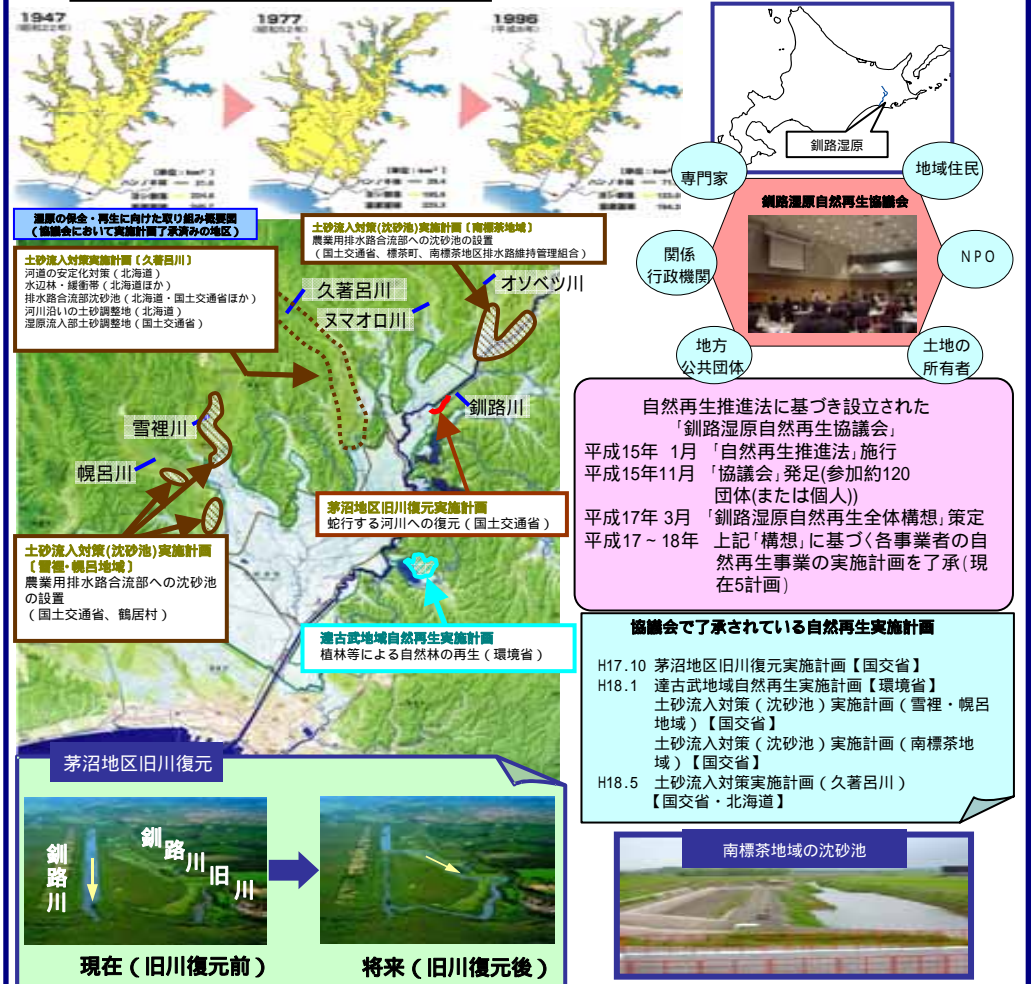 1947
(昭和22年)
1977
(昭和52年)
1996
(平成8年)
釧路湿原
専門家
地域住民
釧路湿原自然再生協議会
関係
行政機関
NPO
地方
公共団体
土地の
所有者
湿原の保全・再生に向けた取り組み概要図
(協議会において実施計画了承済みの地区)
土砂流入対策実施計画〔久著呂川〕
河道の安定化対策(北海道)
水辺林・緩衝帯(北海道ほか)
排水路合流部沈砂池(北海道・国土交通省ほか)
河川沿いの土砂調整地(北海道)
湿原流入部土砂調整地(国土交通省)
土砂流入対策(沈砂池)実施計画〔南標茶地域〕
農業用排水路合流部への沈砂池の設置
(国土交通省、標茶町、南標茶地区排水路維持管理組合)
久著呂川
ヌマオロ川
オソベツ川
釧路川
雪裡川
幌呂川
茅沼地区旧川復元実施計画
蛇行する河川への復元(国土交通省)
土砂流入対策(沈砂池)実施計画
〔雪裡・幌呂地域〕
農業用排水路合流部への沈砂池
の設置
(国土交通省、鶴居村)
達古武地域自然再生実施計画
植林等による自然林の再生(環境省)
自然再生推進法に基づき設立された
「釧路湿原自然再生協議会」
平成15年 1月 「自然再生推進法」施行
平成15年11月 「協議会」発足(参加約120
団体(または個人))
平成17年 3月 「釧路湿原自然再生全体構想」策定
平成17~18年 上記「構想」に基づく各事業者の自
然再生事業の実施計画を了承(現
在5計画)
協議会で了承されている自然再生実施計画
H17.10 茅沼地区旧川復元実施計画【国交省】
H18.1 達古武地域自然再生実施計画【環境省】
土砂流入対策(沈砂池)実施計画(雪裡・幌呂
地域)【国交省】
土砂流入対策(沈砂池)実施計画(南標茶地
域)【国交省】
H18.5 土砂流入対策実施計画(久著呂川)
【国交省・北海道】
茅沼地区旧川復元
釧路川
釧路川旧川
現在(旧川復元前)
将来(旧川復元後)
南標茶地域の沈砂池